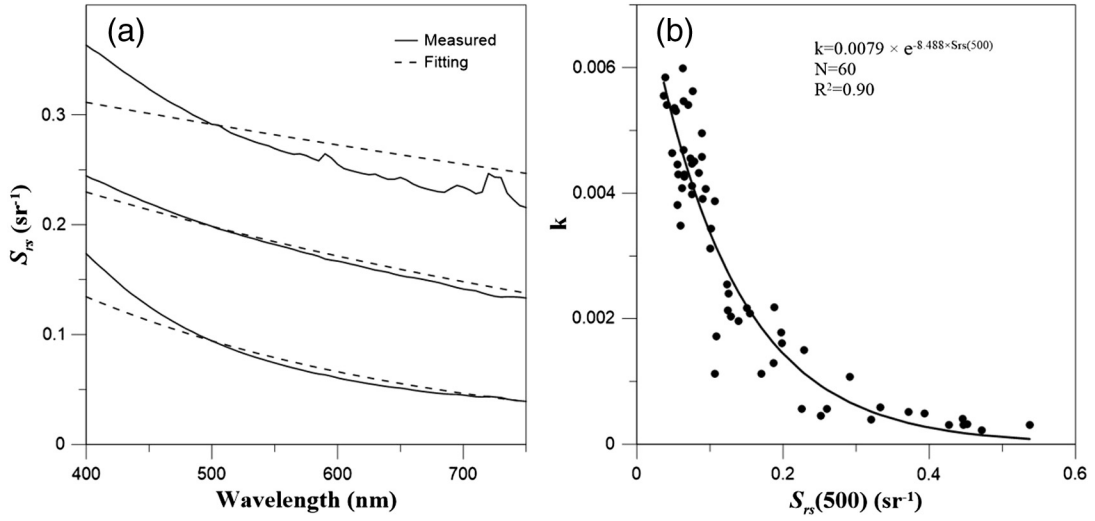 (a)
Measured
Fitting
0.3
0.2
0.1
0
400
500
600
700
Wavelength (nm)
Srs (sr-1)
(b)
k=0.0079 × e-8.488×Srs(500)
N=60
R2=0.90
0.006
0.004
0.002
0
k
0
0.2
0.4
0.6
Srs(500) (sr-1)